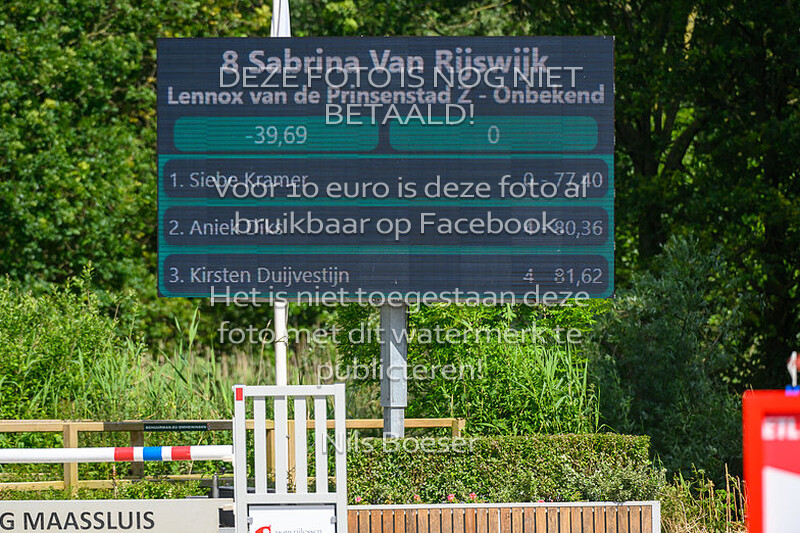 8 Sabrina Van Rijswijk
DEZE FOTO IS NOG NIET
Lennox van de Prinsenstad Z - Onbekend
BETAALD!
-39,69 0
1. Siebe Kramer 0 - 77,40
Voor 10 euro is deze foto al
bruikbaar op Facebook.
2. Aniek Diks 4 - 80,36
3. Kirsten Duijvestijn 4 - 81,62
Het is niet toegestaan deze
foto met dit watermerk te
publiceren!
Nils Boeser
G MAASSLUIS